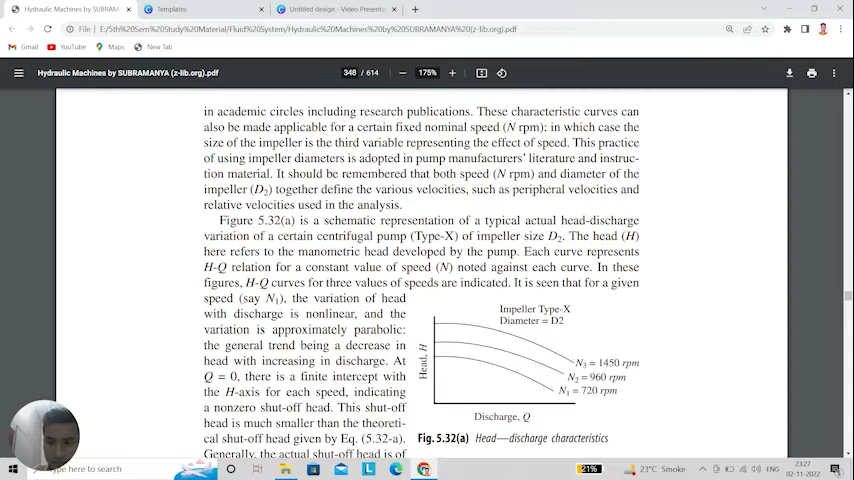 Hydraulic Machines by SUBRAM
Templates
Untitled design - Video Presenta
File
E:/5th%20Sem%20Study%20Material/Fluid%20System/Hydraulic%20Machines%20by%20SUBRAMANYA%20(z-lib.org).pdf
Gmail
YouTube
Maps
New Tab
Hydraulic Machines by SUBRAMANYA (z-lib.org).pdf
348 / 614
175%
in academic circles including research publications. These characteristic curves can
also be made applicable for a certain fixed nominal speed (N rpm): in which case the
size of the impeller is the third variable representing the effect of speed. This practice
of using impeller diameters is adopted in pump manufacturers' literature and instruc-
tion material. It should be remembered that both speed (N rpm) and diameter of the
impeller (D2) together define the various velocities, such as peripheral velocities and
relative velocities used in the analysis.
Figure 5.32(a) is a schematic representation of a typical actual head-discharge
variation of a certain centrifugal pump (Type-X) of impeller size D2. The head (H)
here refers to the manometric head developed by the pump. Each curve represents
H-Q relation for a constant value of speed (N) noted against each curve. In these
figures, H-Q curves for three values of speeds are indicated. It is seen that for a given
speed (say N1), the variation of head
with discharge is nonlinear, and the
variation is approximately parabolic:
the general trend being a decrease in
head with increasing in discharge. At
Q = 0, there is a finite intercept with
the H-axis for each speed, indicating
a nonzero shut-off head. This shut-off
head is much smaller than the theoreti-
cal shut-off head given by Eq. (5.32-a).
Generally, the actual shut-off head is of
Impeller Type-X
Diameter = D2
Head, H
N3 = 1450 rpm
N2 = 960 rpm
N1 = 720 rpm
Discharge, Q
Fig. 5.32(a) Head—discharge characteristics
here to search
21%
23°C Smoke
ENG
23:27
02-11-2022